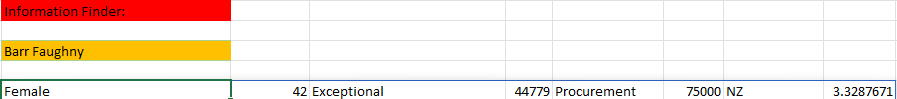 Information Finder:
Barr Faughny
Female 42 Exceptional 44779 Procurement 75000 NZ 3.3287671